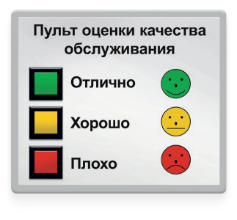 Пульт оценки качества
обслуживания
Отлично
Хорошо
Плохо